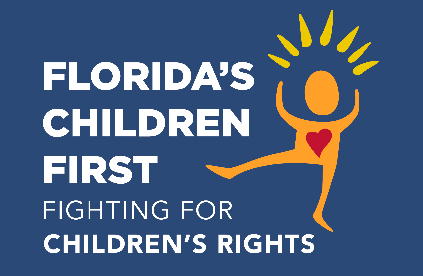 FLORIDA'S
CHILDREN
FIRST
FIGHTING FOR
CHILDREN'S RIGHTS